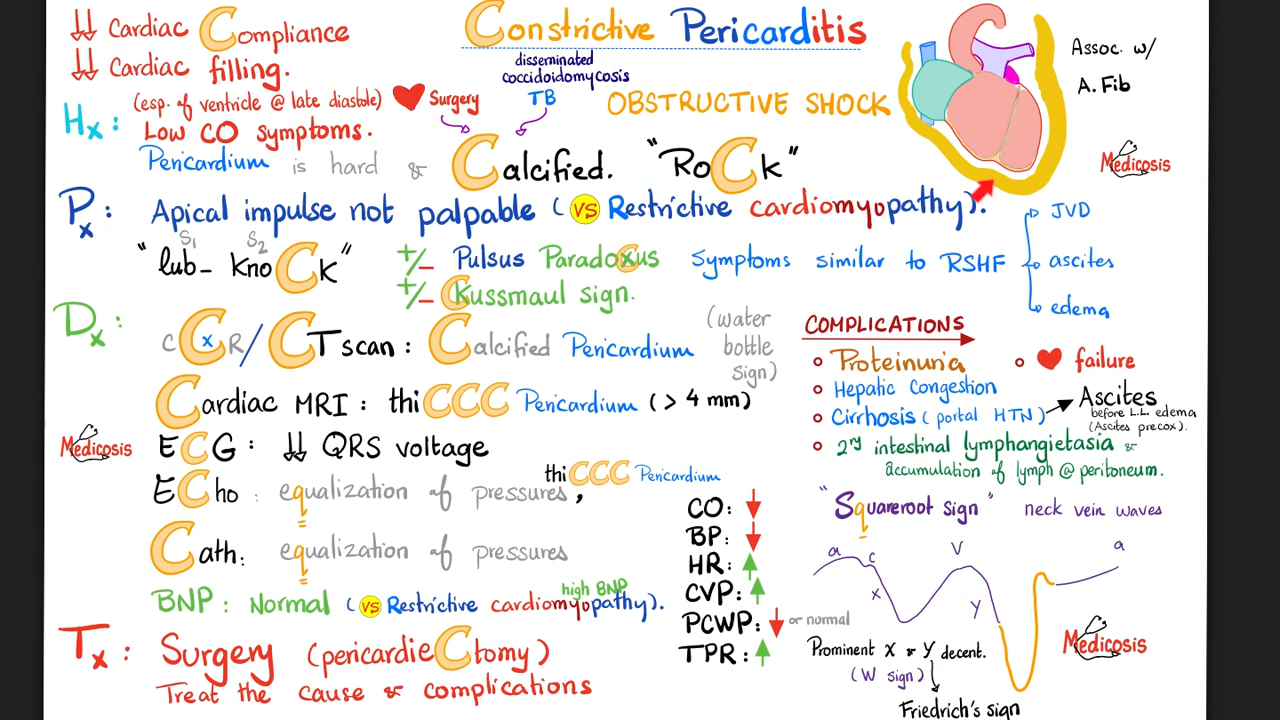 ↓↓ Cardiac Compliance
↓↓ Cardiac filling.
(esp. of ventricle @ late diastole)
Constrictive Pericarditis
disseminated
coccidoidomycosis
Surgery
TB
OBSTRUCTIVE SHOCK
Assoc. w/
A. Fib
Hx: Low CO symptoms.
Pericardium is hard & Calcified. "RoCk"
Medicosis
Px: Apical impulse not palpable (vs Restrictive cardiomyopathy).
S1 S2
"lub- knoCk"
+/- Pulsus Paradoxus
+/- Kussmaul sign.
Symptoms similar to RSHF
JVD
ascites
edema
Dx:
CxR/CT scan: Calcified Pericardium (water
bottle
sign)
Cardiac MRI: thiCCC Pericardium (> 4 mm)
Medicosis
ECG: ↓↓ QRS voltage
ECho: equalization of pressures, thiCCC Pericardium
Cath: equalization of pressures
high BNP
BNP: Normal (vs Restrictive cardiomyopathy).
Tx: Surgery (pericardieCtomy)
Treat the cause & complications
COMPLICATIONS
Proteinuria
failure
Hepatic Congestion
Cirrhosis (portal HTN) → Ascites
before L.L. edema
(Ascites precox).
2ry intestinal lymphangietasia &
accumulation of lymph @ peritoneum.
CO: ↓
BP: ↓
HR: ↑
CVP: ↑
PCWP: ↓ or normal
TPR: ↑
"Squareroot sign" neck vein waves
a c x V y a
Prominent X & Y decent.
(W sign)
Friedrich's sign
Medicosis